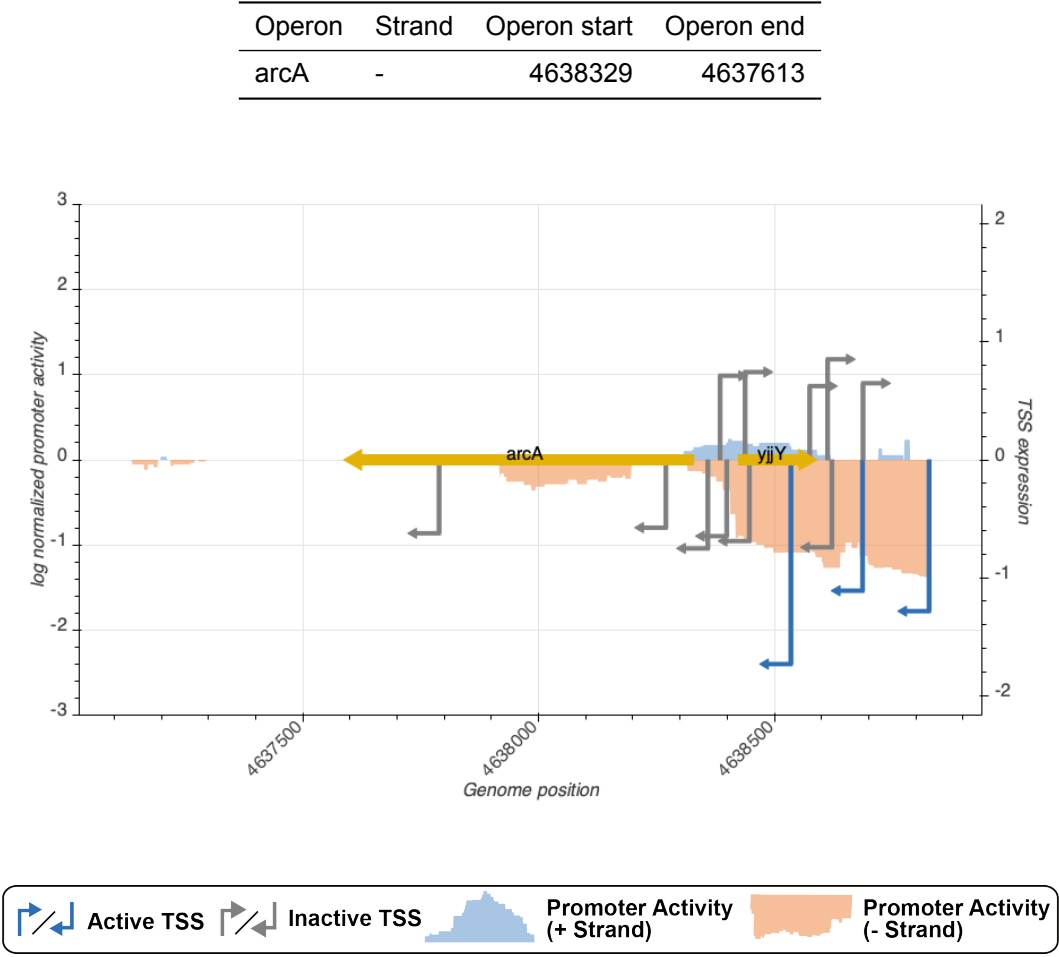 Operon Strand Operon start Operon end
arcA - 4638329 4637613
3
2
1
0
-1
-2
-3
log normalized promoter activity
2
1
0
-1
-2
TSS expression
arcA
yjjY
4637500
4638000
4638500
Genome position
Active TSS
Inactive TSS
Promoter Activity
(+ Strand)
Promoter Activity
(- Strand)